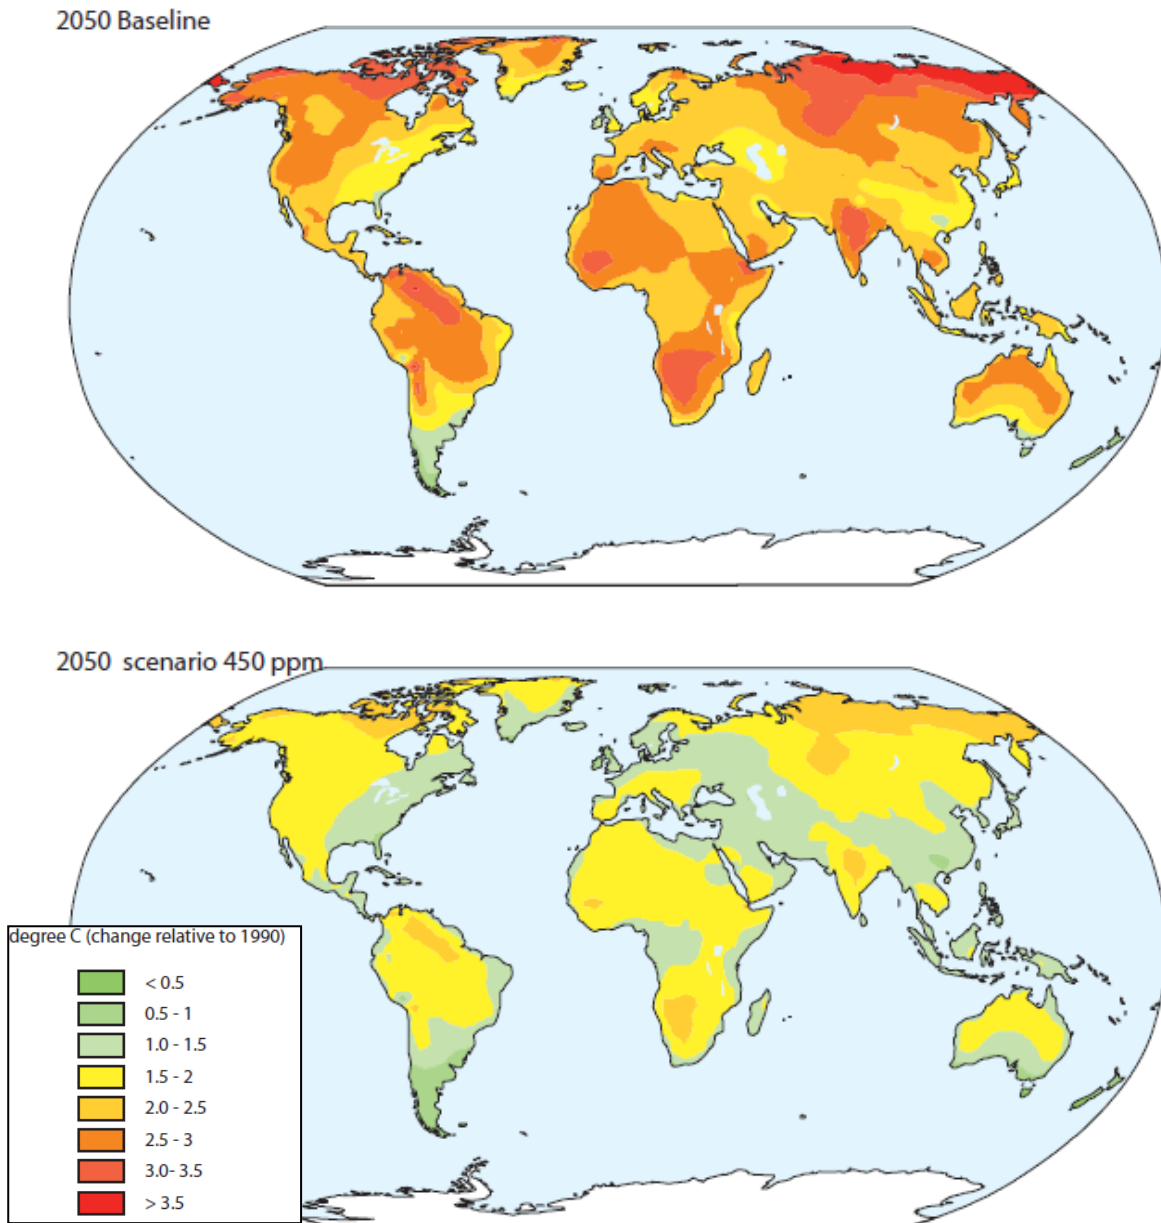 2050 Baseline
2050 scenario 450 ppm
degree C (change relative to 1990)
< 0.5
0.5 - 1
1.0 - 1.5
1.5 - 2
2.0 - 2.5
2.5 - 3
3.0- 3.5
> 3.5